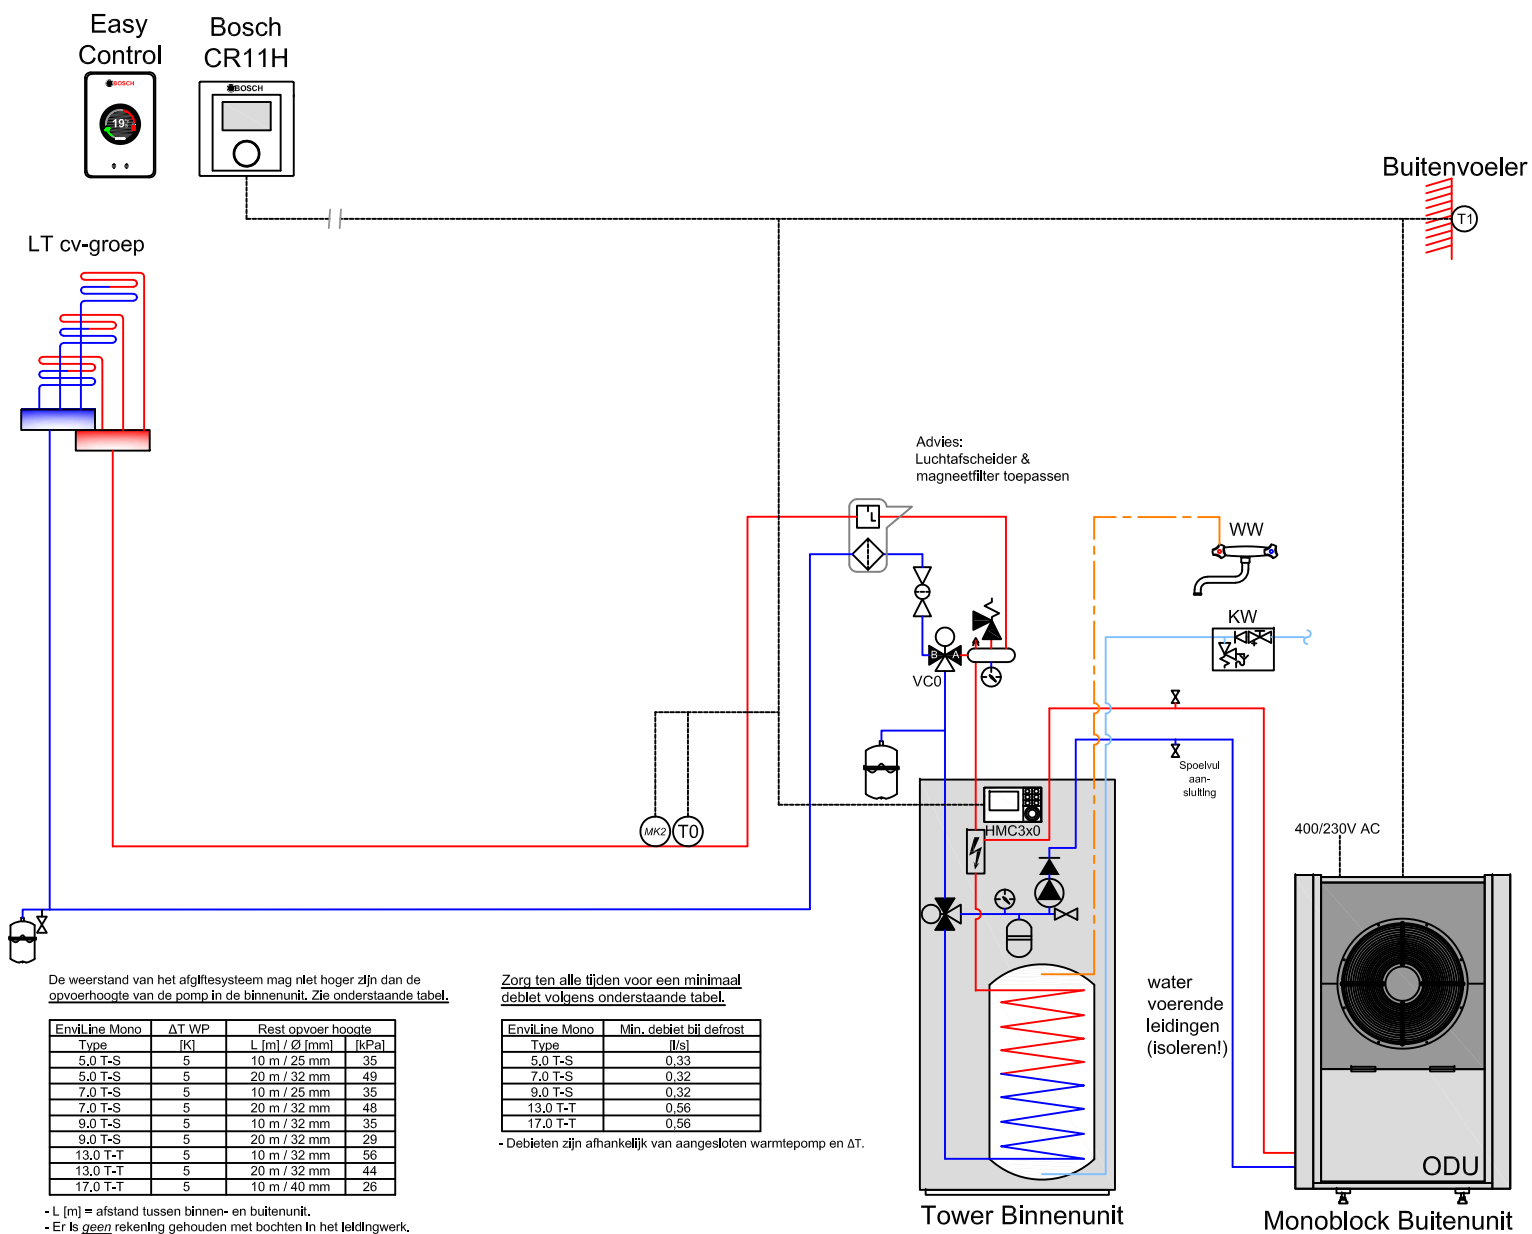 Easy
Control
Bosch
CR11H
BOSCH
BOSCH
19
Buitenvoeler
T1
LT cv-groep
Advies:
Luchtafscheider &
magneetfilter toepassen
L
WW
KW
B A
VC0
Spoelvul
aan-
sluiting
MK2 T0
HMC3x0
400/230V AC
De weerstand van het afgiftesysteem mag niet hoger zijn dan de
opvoerhoogte van de pomp in de binnenunit. Zie onderstaande tabel.
EnviLine Mono ΔT WP Rest opvoer hoogte
Type [K] L [m] / Ø [mm] [kPa]
5.0 T-S 5 10 m / 25 mm 35
5.0 T-S 5 20 m / 32 mm 49
7.0 T-S 5 10 m / 25 mm 35
7.0 T-S 5 20 m / 32 mm 48
9.0 T-S 5 10 m / 32 mm 35
9.0 T-S 5 20 m / 32 mm 29
13.0 T-T 5 10 m / 32 mm 56
13.0 T-T 5 20 m / 32 mm 44
17.0 T-T 5 10 m / 40 mm 26
- L [m] = afstand tussen binnen- en buitenunit.
- Er is geen rekening gehouden met bochten in het leidingwerk.
Zorg ten alle tijden voor een minimaal
debiet volgens onderstaande tabel.
EnviLine Mono Min. debiet bij defrost
Type [l/s]
5.0 T-S 0,33
7.0 T-S 0,32
9.0 T-S 0,32
13.0 T-T 0,56
17.0 T-T 0,56
- Debieten zijn afhankelijk van aangesloten warmtepomp en ΔT.
water
voerende
leidingen
(isoleren!)
ODU
Tower Binnenunit
Monoblock Buitenunit